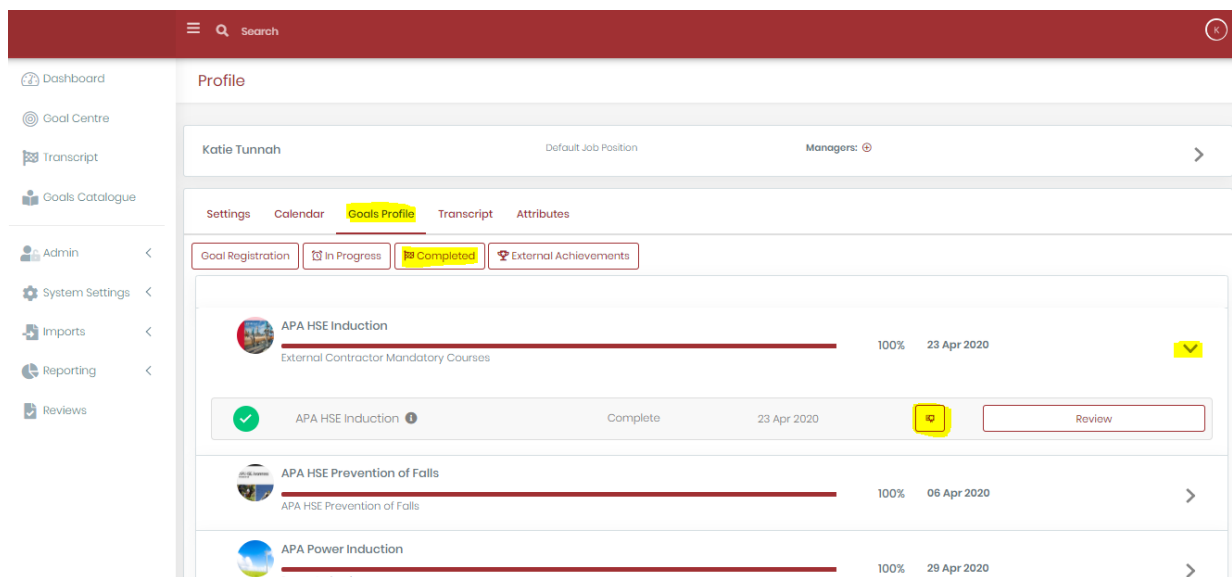 Search
K
Dashboard
Profile
Goal Centre
Katie Tunnah Default Job Position Managers:
Transcript
Goals Catalogue
Settings Calendar Goals Profile Transcript Attributes
Admin
Goal Registration In Progress Completed External Achievements
System Settings
APA HSE Induction
Imports
100% 23 Apr 2020
External Contractor Mandatory Courses
Reporting
Reviews
APA HSE Induction Complete 23 Apr 2020 Review
APA HSE Prevention of Falls
100% 06 Apr 2020
APA HSE Prevention of Falls
APA Power Induction
100% 29 Apr 2020